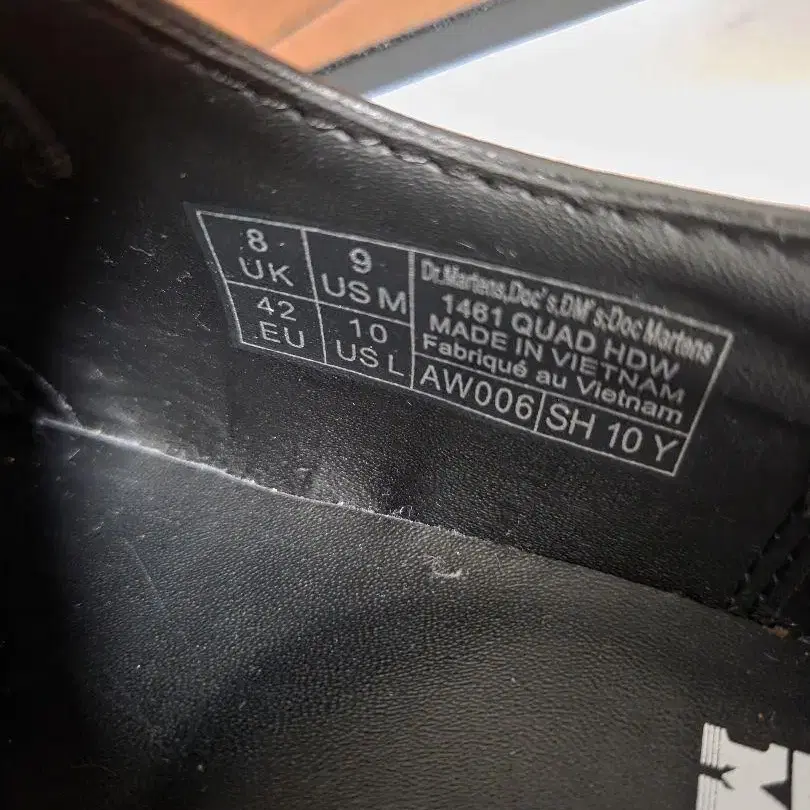 8
UK
9
US M
42
EU
10
US L
Dr.Martens,Doc's,DM's,Doc Martens
1461 QUAD HDW
MADE IN VIETNAM
Fabriqué au Vietnam
AW006
SH 10 Y